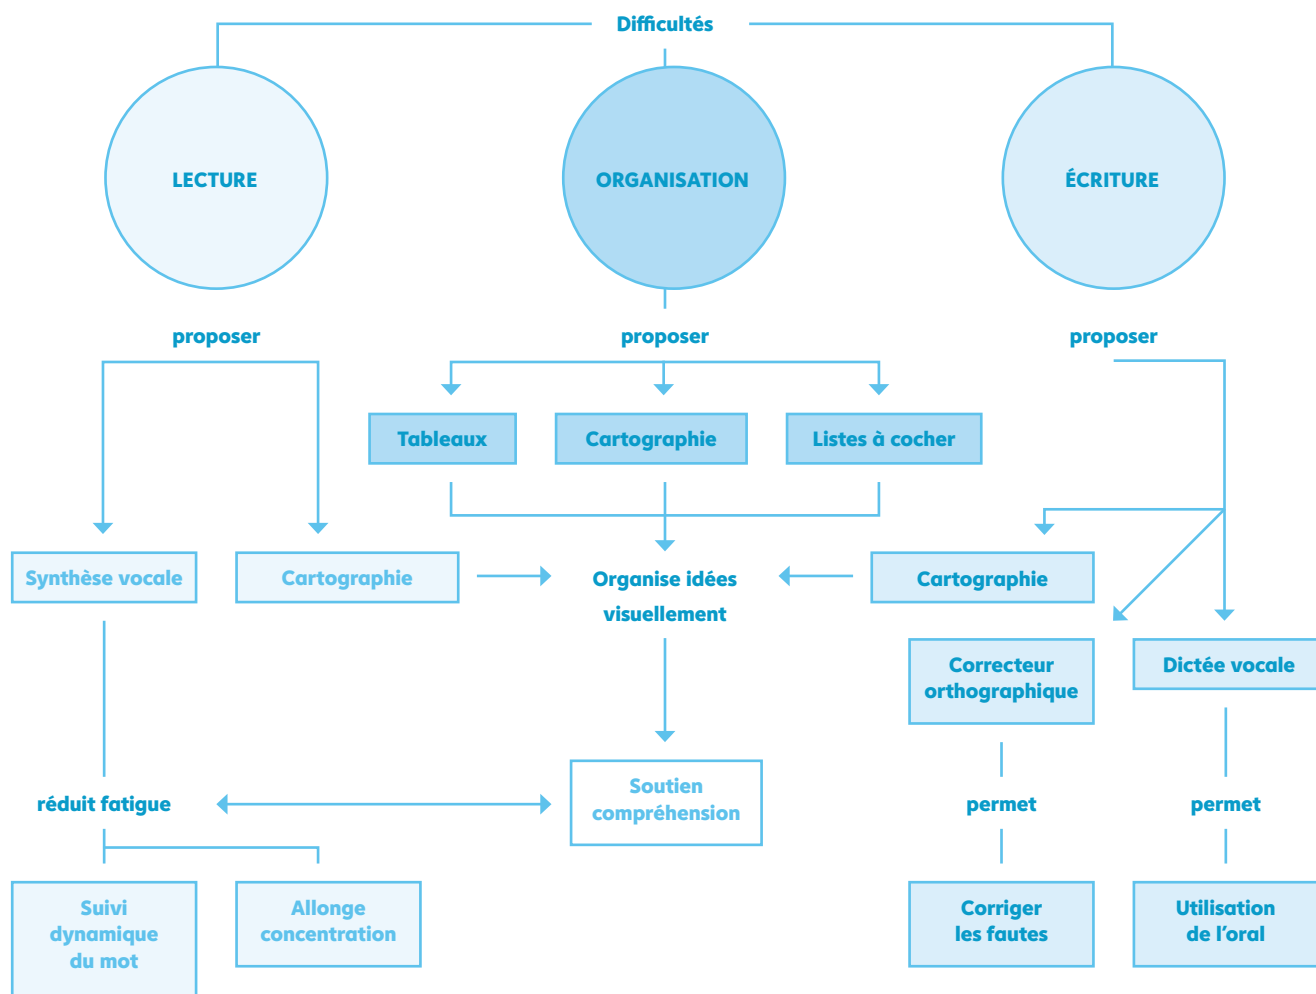 Difficultés
LECTURE
ORGANISATION
ÉCRITURE
proposer
proposer
proposer
Tableaux
Cartographie
Listes à cocher
Synthèse vocale
Cartographie
Organise idées
visuellement
Cartographie
Correcteur
orthographique
Dictée vocale
réduit fatigue
Soutien
compréhension
permet
permet
Suivi
dynamique
du mot
Allonge
concentration
Corriger
les fautes
Utilisation
de l’oral